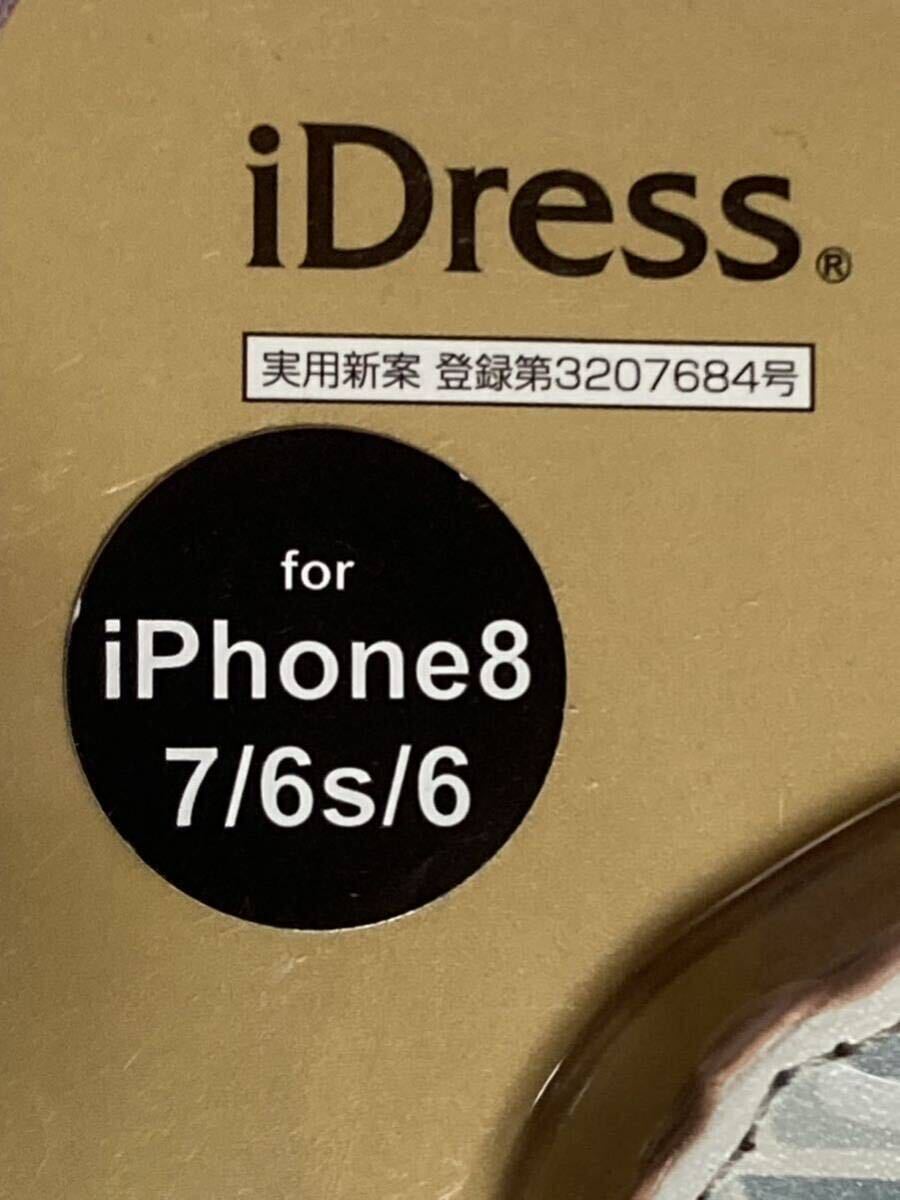 iDress®
実用新案 登録第3207684号
for
iPhone8
7/6s/6